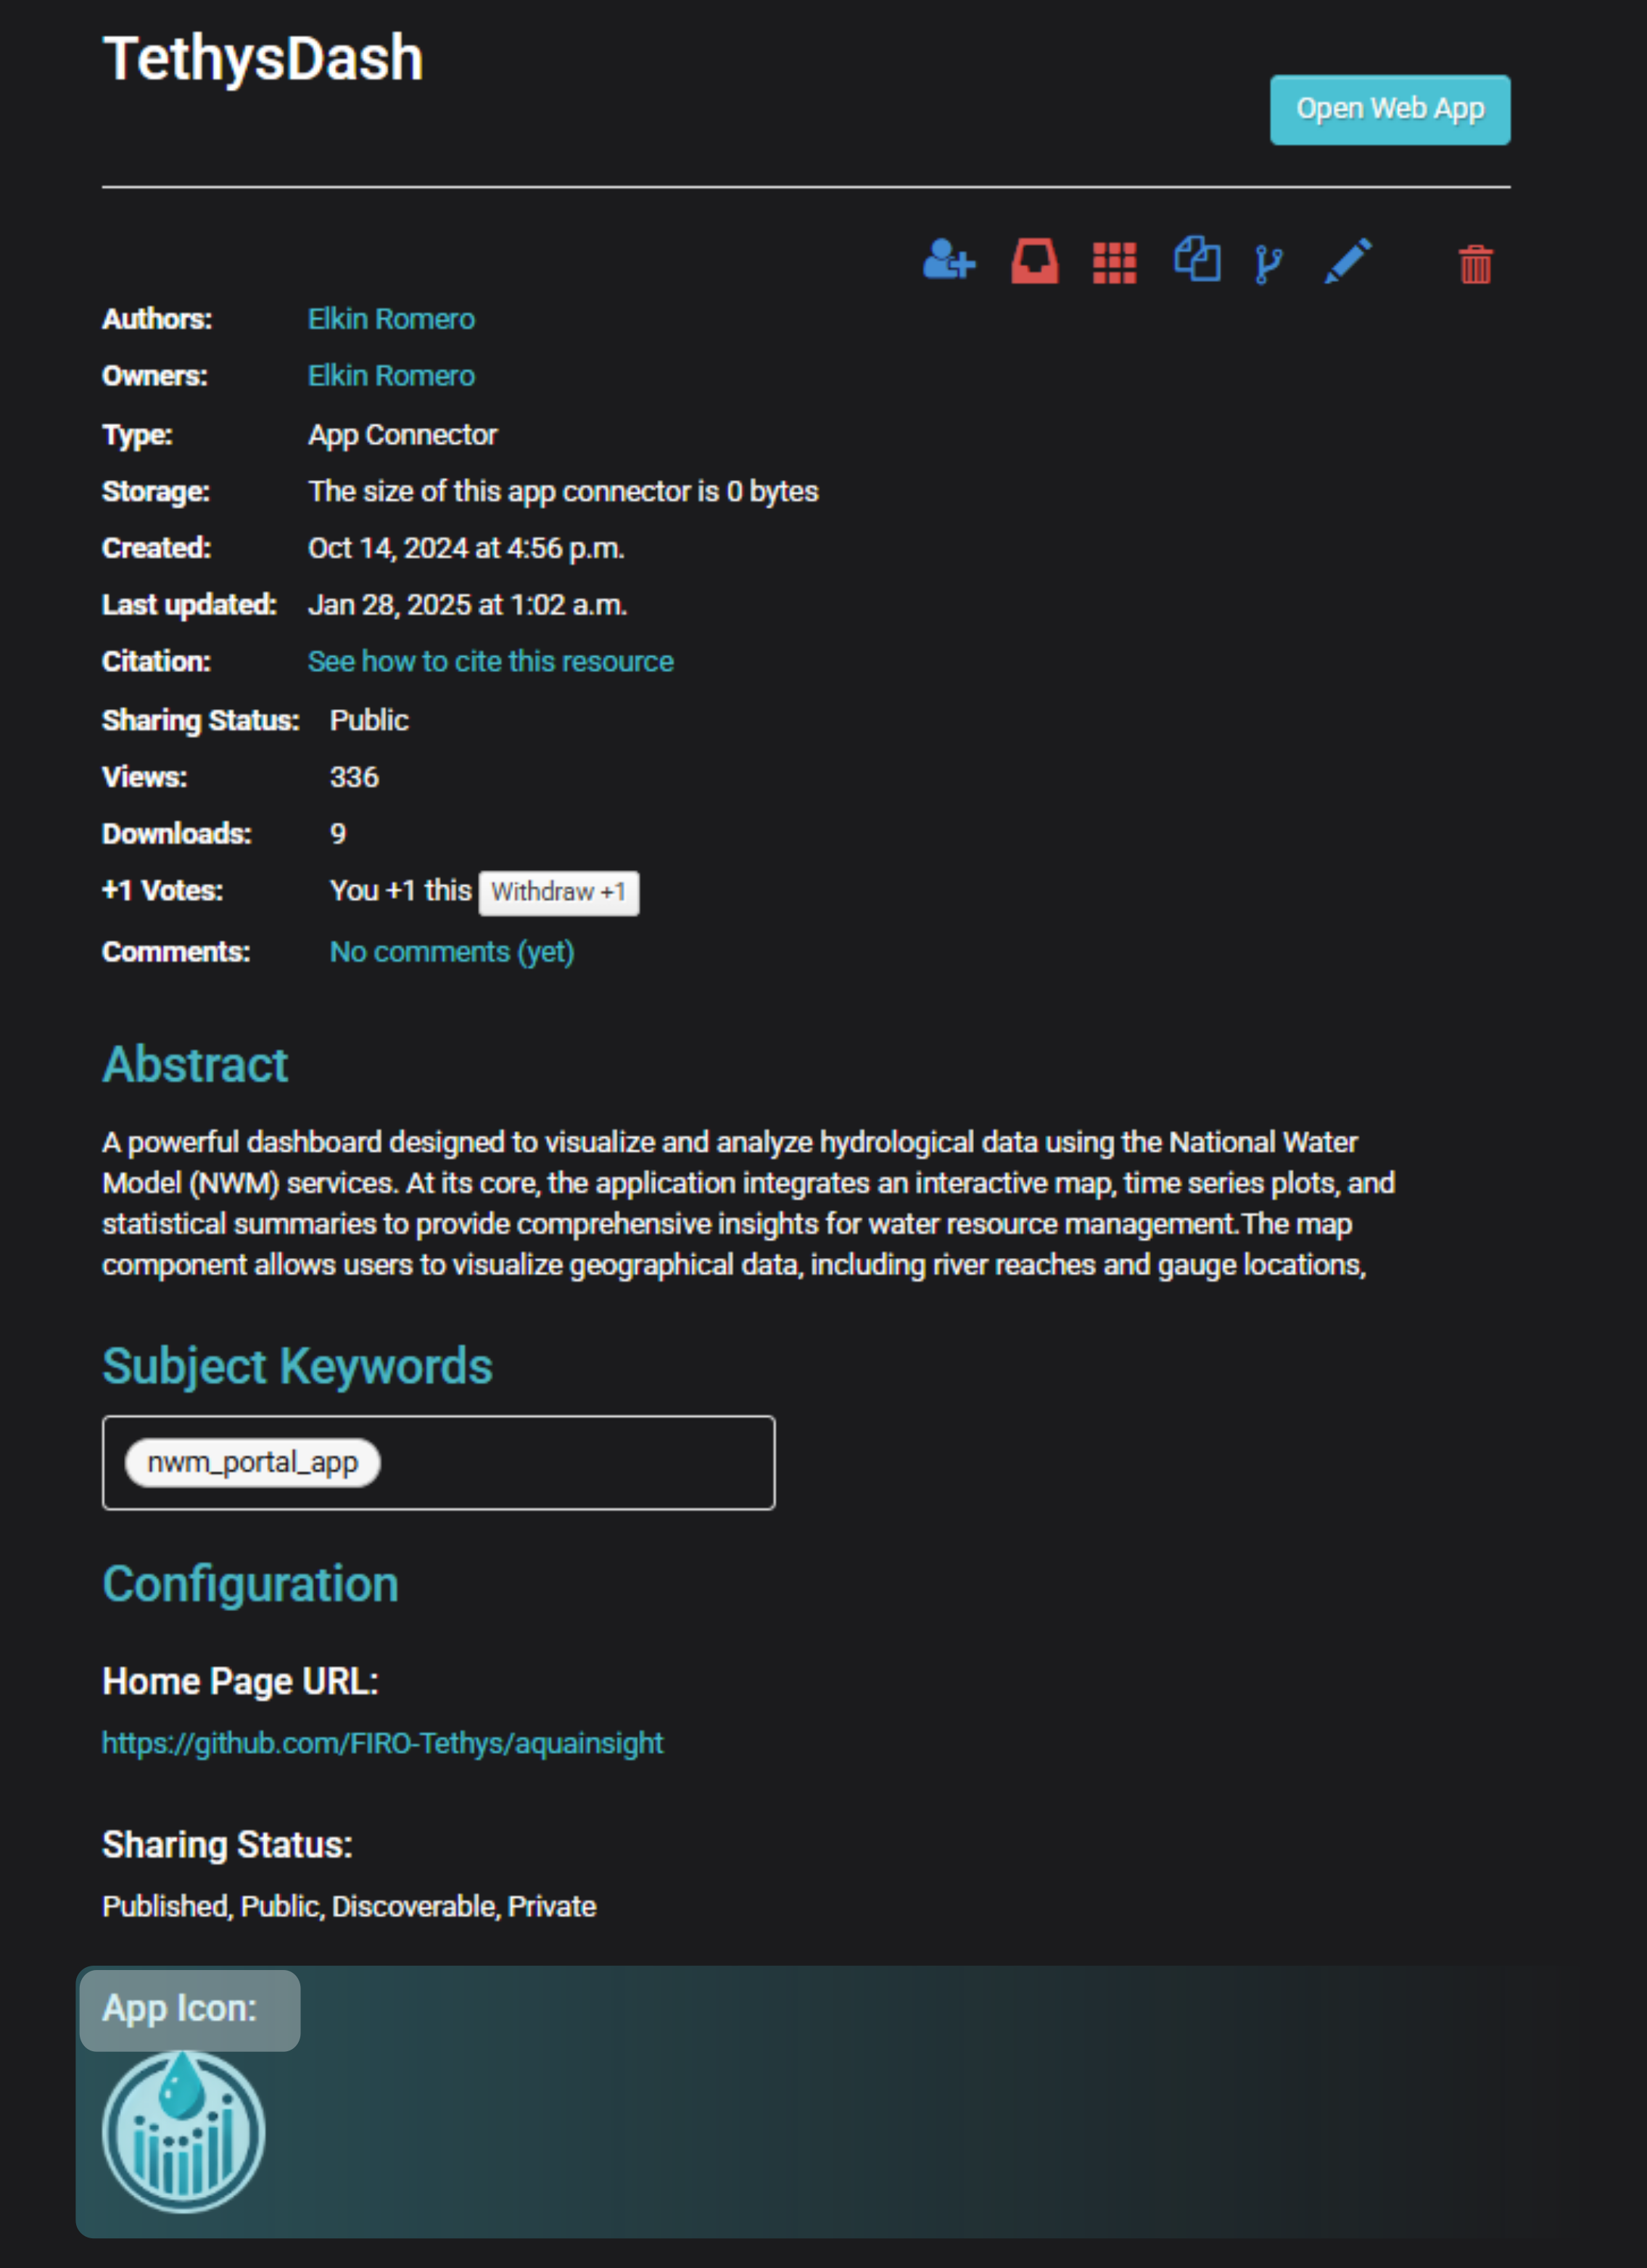 TethysDash
Open Web App
Authors: Elkin Romero
Owners: Elkin Romero
Type: App Connector
Storage: The size of this app connector is 0 bytes
Created: Oct 14, 2024 at 4:56 p.m.
Last updated: Jan 28, 2025 at 1:02 a.m.
Citation: See how to cite this resource
Sharing Status: Public
Views: 336
Downloads: 9
+1 Votes: You +1 this Withdraw +1
Comments: No comments (yet)
Abstract
A powerful dashboard designed to visualize and analyze hydrological data using the National Water
Model (NWM) services. At its core, the application integrates an interactive map, time series plots, and
statistical summaries to provide comprehensive insights for water resource management.The map
component allows users to visualize geographical data, including river reaches and gauge locations,
Subject Keywords
nwm_portal_app
Configuration
Home Page URL:
https://github.com/FIRO-Tethys/aquainsight
Sharing Status:
Published, Public, Discoverable, Private
App Icon: